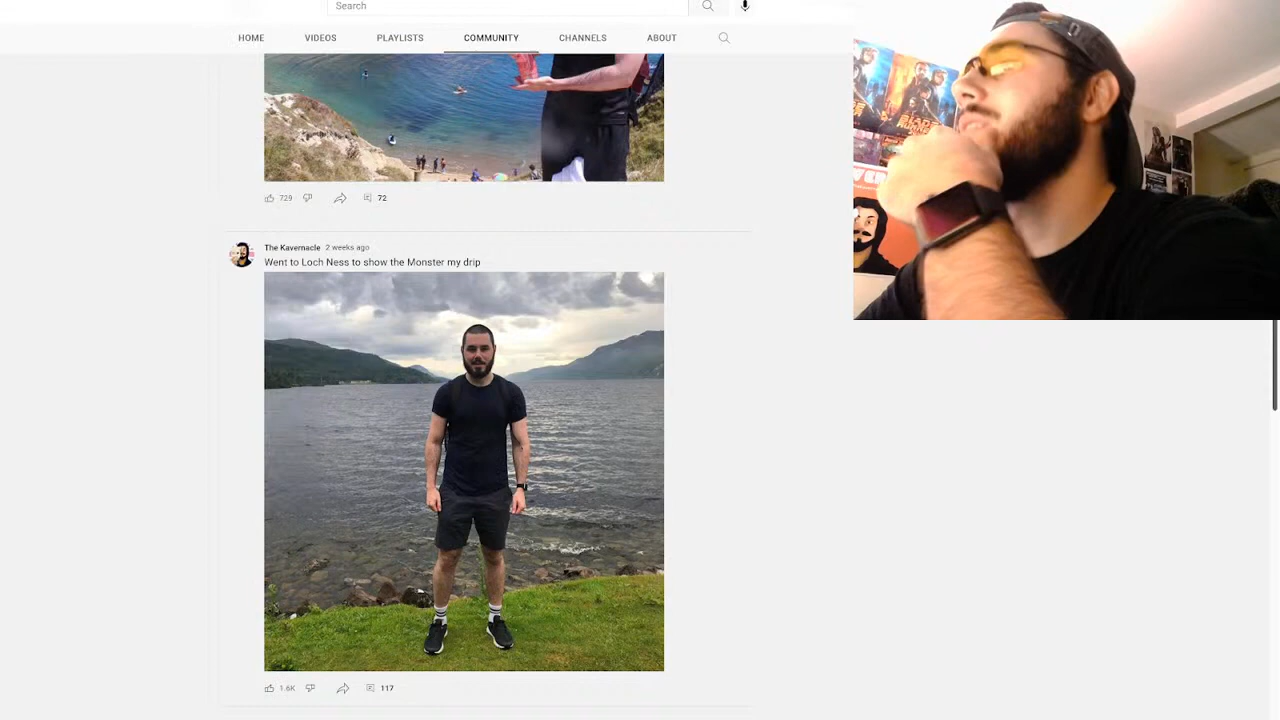 Search
HOME
VIDEOS
PLAYLISTS
COMMUNITY
CHANNELS
ABOUT
729
72
The Kavernacle 2 weeks ago
Went to Loch Ness to show the Monster my drip
1.6K
117
BLADE